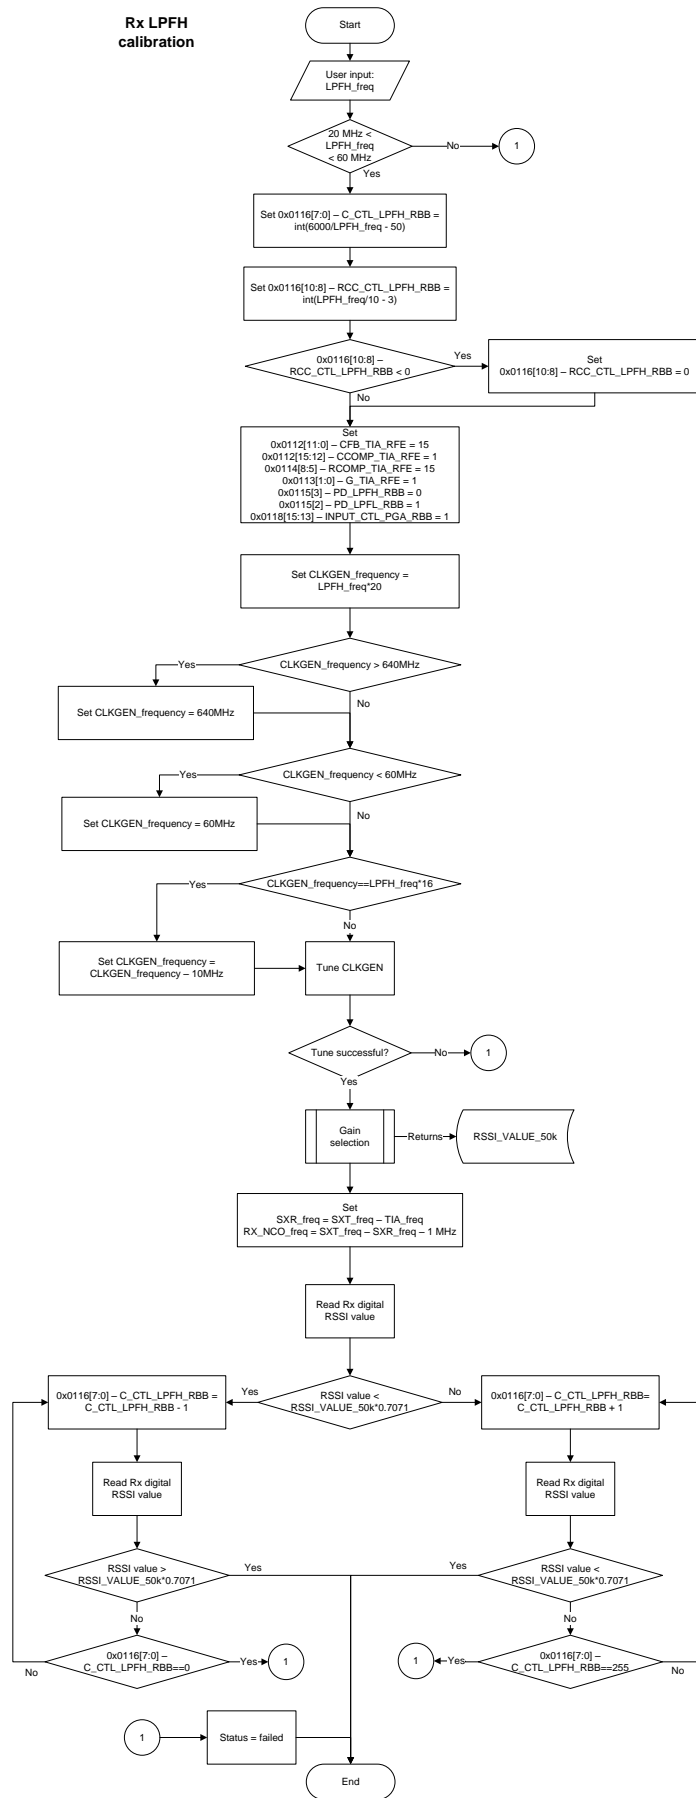 Rx LPFH
calibration
Start
User input:
LPFH_freq
20 MHz <
LPFH_freq
< 60 MHz
No
1
Yes
Set 0x0116[7:0] – C_CTL_LPFH_RBB =
int(6000/LPFH_freq - 50)
Set 0x0116[10:8] – RCC_CTL_LPFH_RBB =
int(LPFH_freq/10 - 3)
0x0116[10:8] –
RCC_CTL_LPFH_RBB < 0
Yes
Set
0x0116[10:8] – RCC_CTL_LPFH_RBB = 0
No
Set
0x0112[11:0] – CFB_TIA_RFE = 15
0x0112[15:12] – CCOMP_TIA_RFE = 1
0x0114[8:5] – RCOMP_TIA_RFE = 15
0x0113[1:0] – G_TIA_RFE = 1
0x0115[3] – PD_LPFH_RBB = 0
0x0115[2] – PD_LPFL_RBB = 1
0x0118[15:13] – INPUT_CTL_PGA_RBB = 1
Set CLKGEN_frequency =
LPFH_freq*20
CLKGEN_frequency > 640MHz
Yes
No
Set CLKGEN_frequency = 640MHz
CLKGEN_frequency < 60MHz
Yes
No
Set CLKGEN_frequency = 60MHz
CLKGEN_frequency==LPFH_freq*16
Yes
No
Set CLKGEN_frequency =
CLKGEN_frequency – 10MHz
Tune CLKGEN
Tune successful?
No
1
Yes
Gain
selection
Returns
RSSI_VALUE_50k
Set
SXR_freq = SXT_freq – TIA_freq
RX_NCO_freq = SXT_freq – SXR_freq – 1 MHz
Read Rx digital
RSSI value
RSSI value <
RSSI_VALUE_50k*0.7071
Yes
No
0x0116[7:0] – C_CTL_LPFH_RBB =
C_CTL_LPFH_RBB - 1
0x0116[7:0] – C_CTL_LPFH_RBB=
C_CTL_LPFH_RBB + 1
Read Rx digital
RSSI value
Read Rx digital
RSSI value
RSSI value >
RSSI_VALUE_50k*0.7071
Yes
Yes
RSSI value <
RSSI_VALUE_50k*0.7071
No
No
0x0116[7:0] –
C_CTL_LPFH_RBB==0
No
Yes
1
1
Yes
0x0116[7:0] –
C_CTL_LPFH_RBB==255
No
1
Status = failed
End